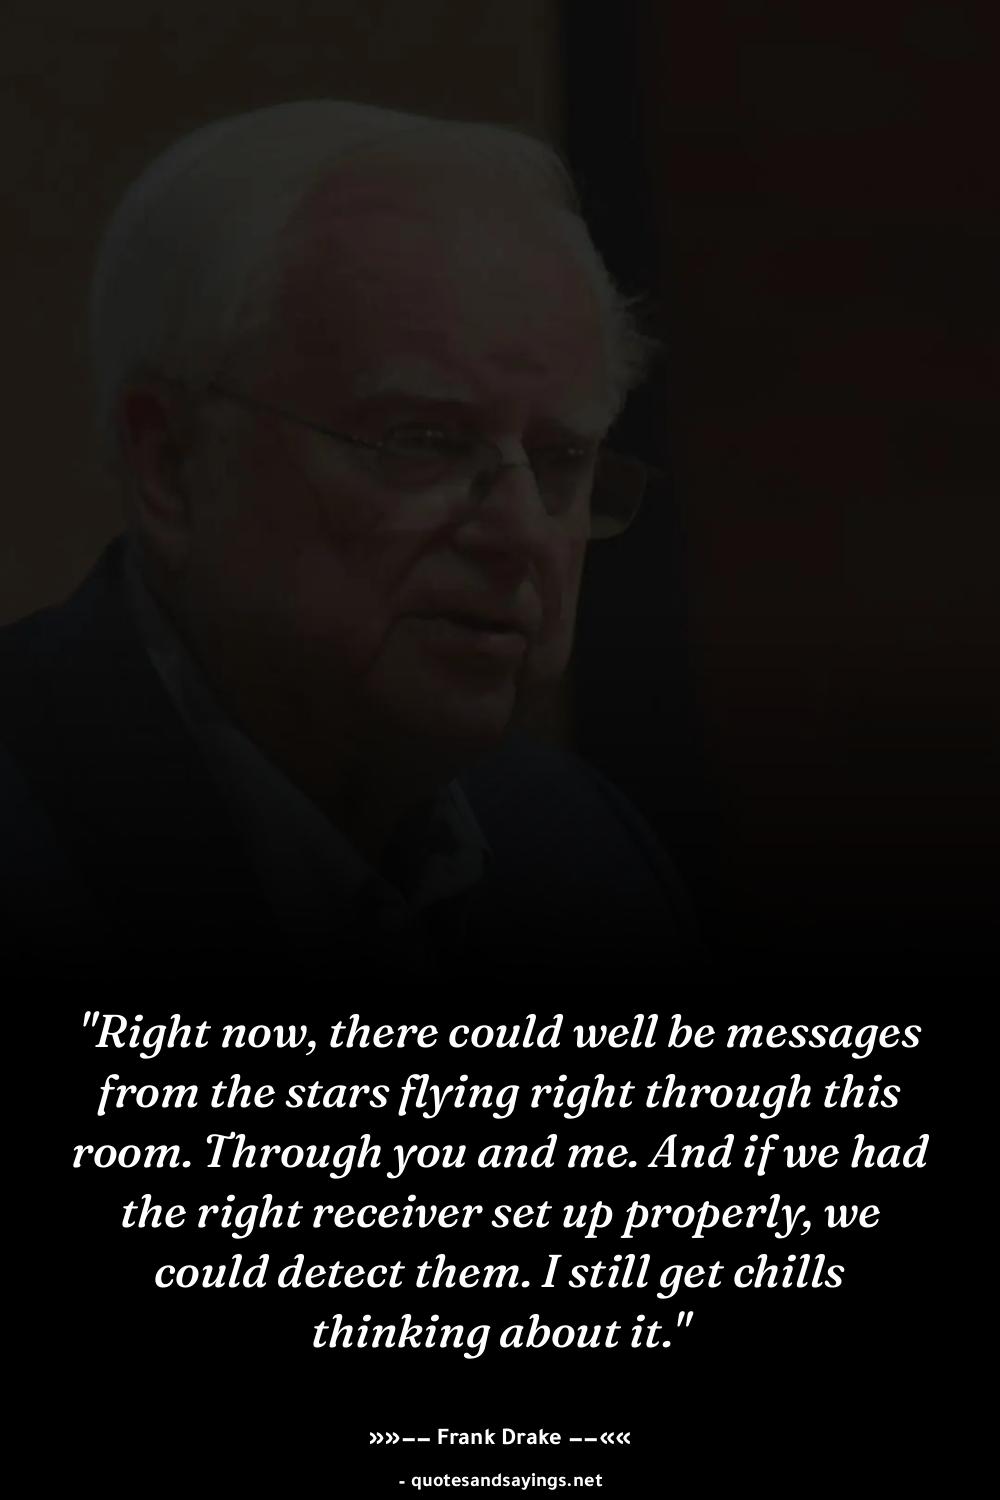 "Right now, there could well be messages
from the stars flying right through this
room. Through you and me. And if we had
the right receiver set up properly, we
could detect them. I still get chills
thinking about it."
»»−− Frank Drake −−««
- quotesandsayings.net